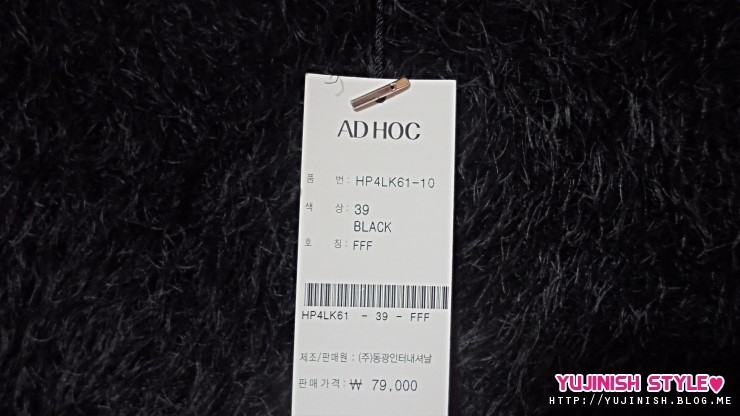 AD HOC
품 번: HP4LK61-10
색 상: 39
BLACK
호 칭: FFF
HP4LK61 - 39 - FFF
제조/판매원 : (주)동광인터내셔날
판매가격: ₩ 79,000
YUJINISH STYLE♥
HTTP://YUJINISH.BLOG.ME